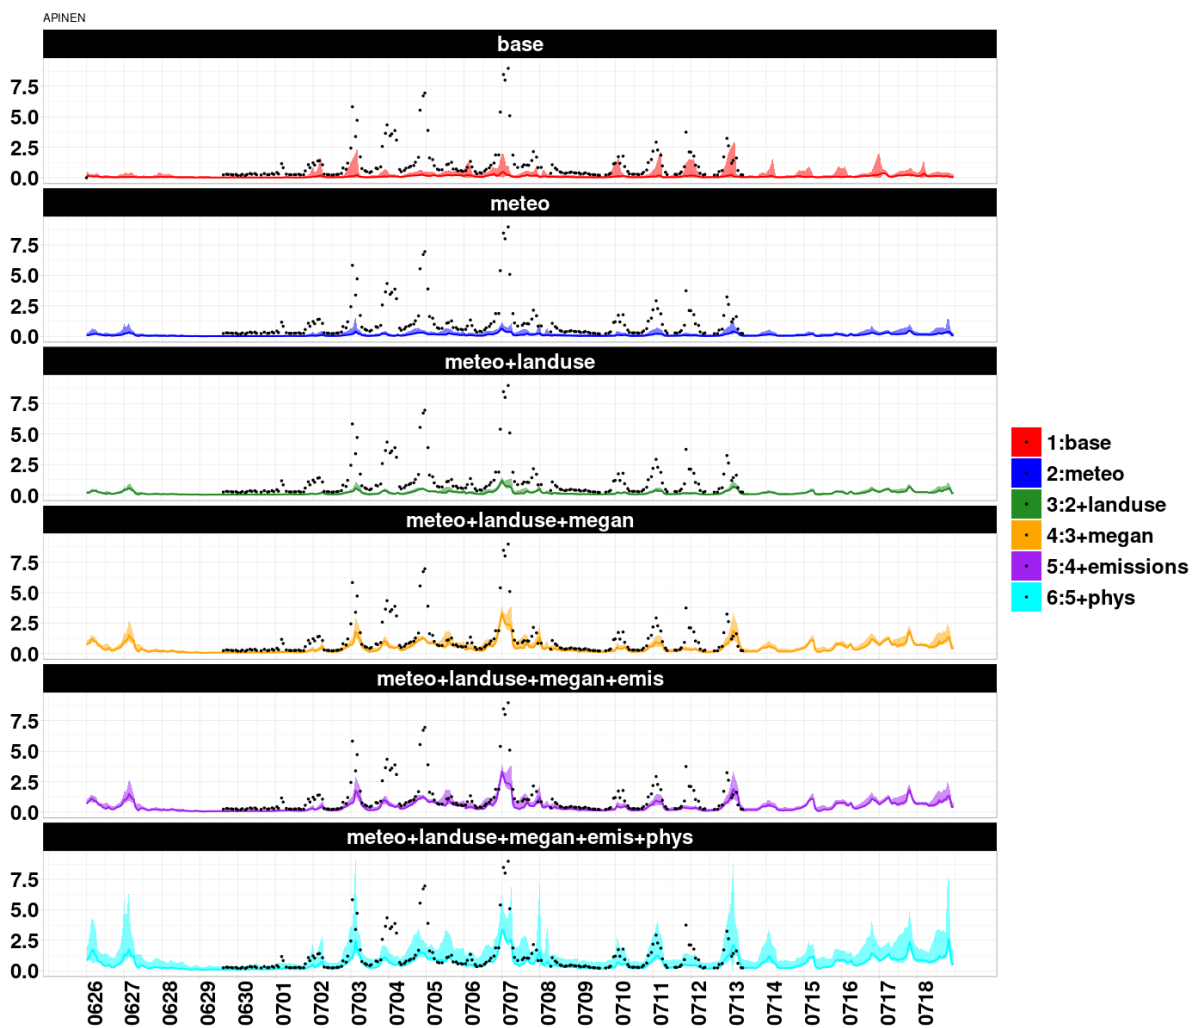 APINEN
base
7.5
5.0
2.5
0.0
meteo
7.5
5.0
2.5
0.0
meteo+landuse
7.5
5.0
2.5
0.0
meteo+landuse+megan
7.5
5.0
2.5
0.0
meteo+landuse+megan+emis
7.5
5.0
2.5
0.0
meteo+landuse+megan+emis+phys
7.5
5.0
2.5
0.0
0626 0627 0628 0629 0630 0701 0702 0703 0704 0705 0706 0707 0708 0709 0710 0711 0712 0713 0714 0715 0716 0717 0718
1:base
2:meteo
3:2+landuse
4:3+megan
5:4+emissions
6:5+phys